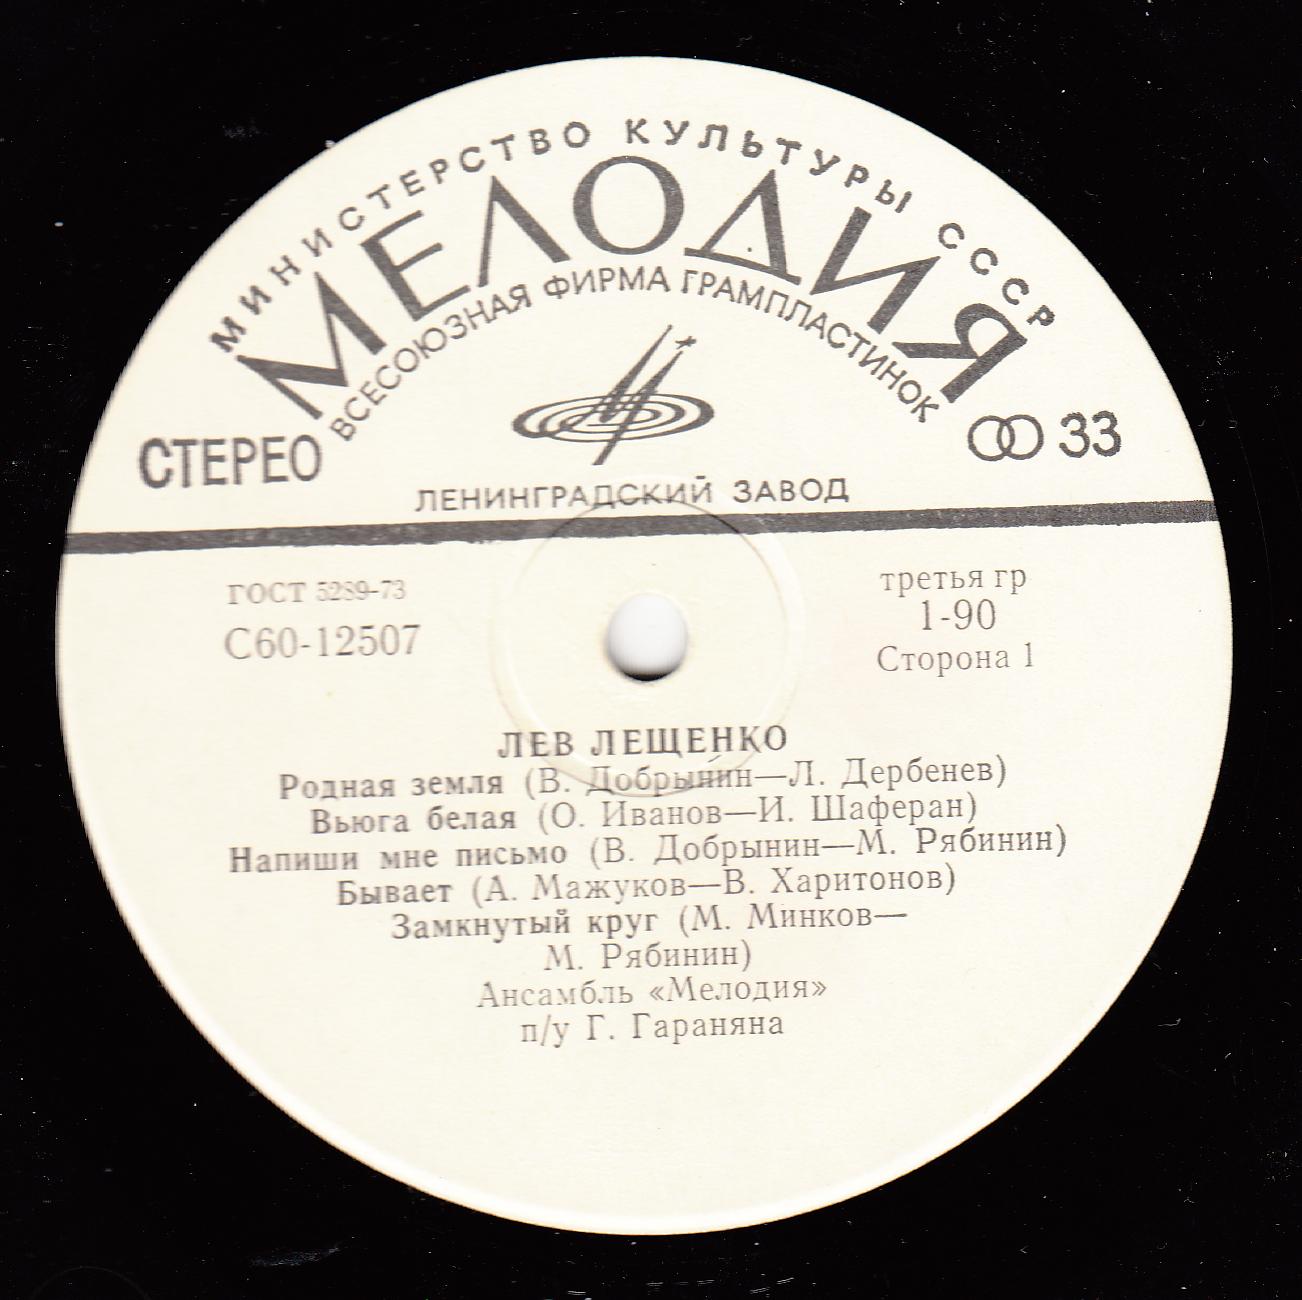 МИНИСТЕРСТВО КУЛЬТУРЫ СССР
МЕЛОДИЯ
ВСЕСОЮЗНАЯ ФИРМА ГРАМПЛАСТИНОК
СТЕРЕО
33
ЛЕНИНГРАДСКИЙ ЗАВОД
ГОСТ 5289-73
С60-12507
третья гр
1-90
Сторона 1
ЛЕВ ЛЕЩЕНКО
Родная земля (В. Добрынин—Л. Дербенев)
Вьюга белая (О. Иванов—И. Шаферан)
Напиши мне письмо (В. Добрынин—М. Рябинин)
Бывает (А. Мажуков—В. Харитонов)
Замкнутый круг (М. Минков—
М. Рябинин)
Ансамбль «Мелодия»
п/у Г. Гараняна